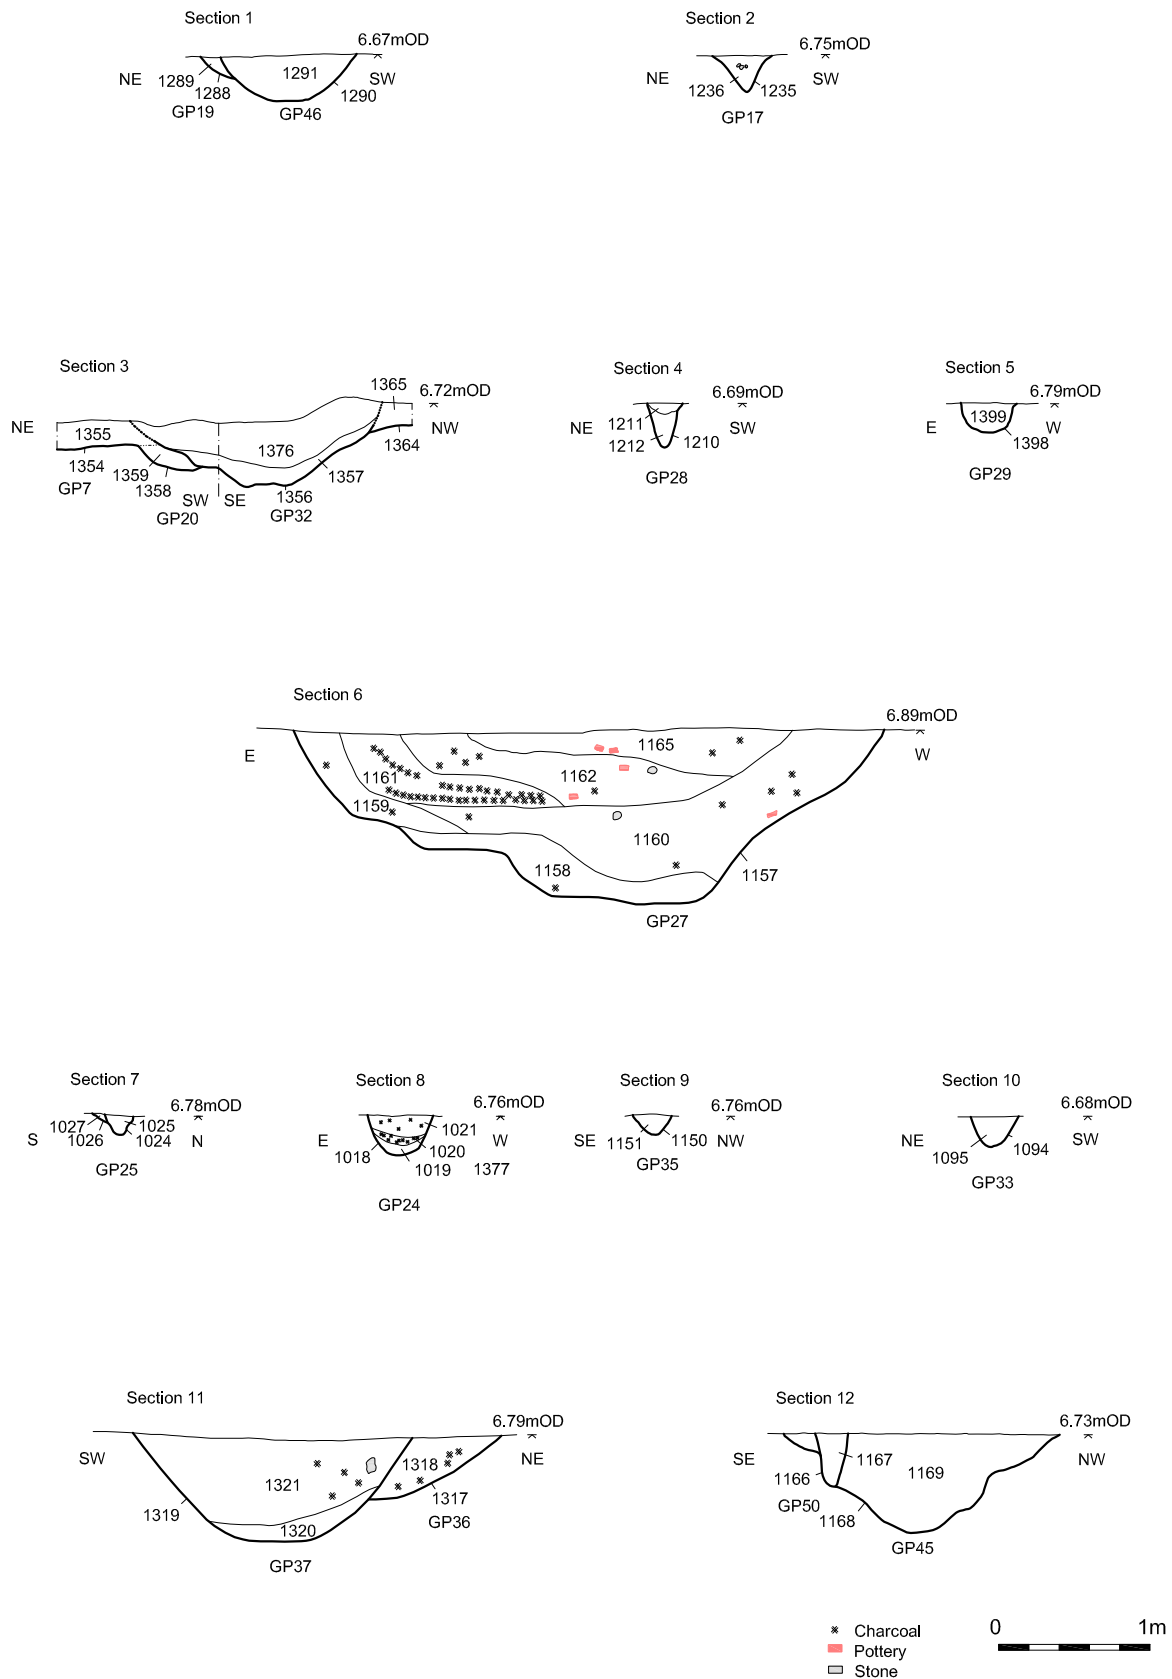 Section 1
6.67mOD
NE
1289
1288
1291
1290
SW
GP19
GP46
Section 2
6.75mOD
NE
1236
1235
SW
GP17
Section 3
1365
6.72mOD
NE
1355
1376
NW
1364
1354
1359
1358
1357
GP7
SW
SE
1356
GP20
GP32
Section 4
6.69mOD
NE
1211
1212
1210
SW
GP28
Section 5
6.79mOD
E
1399
1398
W
GP29
Section 6
6.89mOD
E
1165
W
1161
1162
1159
1160
1158
1157
GP27
Section 7
6.78mOD
1027
1025
S
1026
1024
N
GP25
Section 8
6.76mOD
1021
E
1018
1020
W
1019
1377
GP24
Section 9
6.76mOD
SE
1151
1150
NW
GP35
Section 10
6.68mOD
NE
1095
1094
SW
GP33
Section 11
6.79mOD
SW
1318
NE
1321
1317
1319
1320
GP36
GP37
Section 12
6.73mOD
SE
1167
1169
NW
1166
GP50
1168
GP45
Charcoal
Pottery
Stone
0 1m